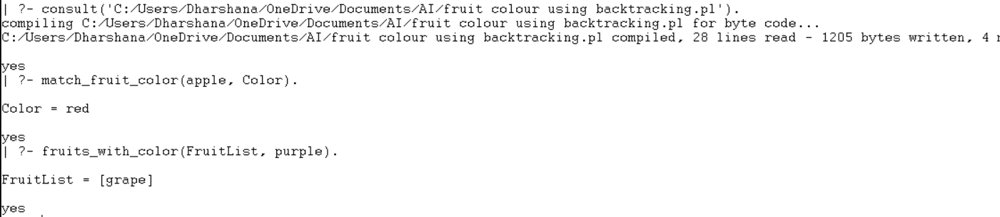 | ?- consult('C:/Users/Dharshana/OneDrive/Documents/AI/fruit colour using backtracking.pl').
compiling C:/Users/Dharshana/OneDrive/Documents/AI/fruit colour using backtracking.pl for byte code...
C:/Users/Dharshana/OneDrive/Documents/AI/fruit colour using backtracking.pl compiled, 28 lines read - 1205 bytes written, 4
yes
| ?- match_fruit_color(apple, Color).
Color = red
yes
| ?- fruits_with_color(FruitList, purple).
FruitList = [grape]
yes